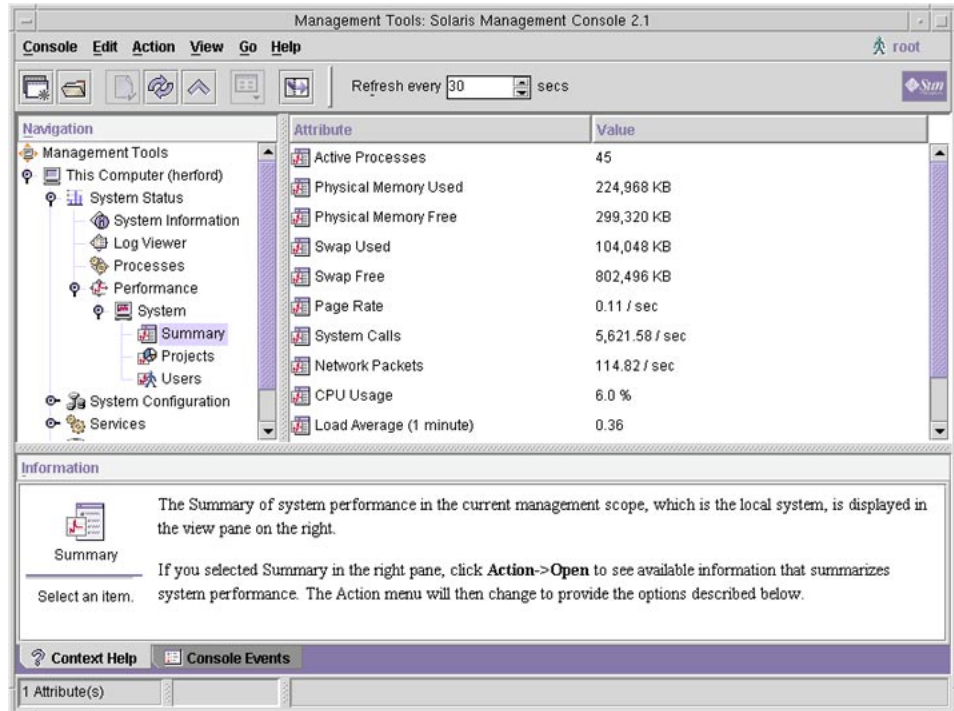 Management Tools: Solaris Management Console 2.1
Console Edit Action View Go Help
root
Refresh every 30 secs
Sun
Navigation
Management Tools
This Computer (herford)
System Status
System Information
Log Viewer
Processes
Performance
System
Summary
Projects
Users
System Configuration
Services
Attribute Value
Active Processes 45
Physical Memory Used 224,968 KB
Physical Memory Free 299,320 KB
Swap Used 104,048 KB
Swap Free 802,496 KB
Page Rate 0.11 / sec
System Calls 5,621.58 / sec
Network Packets 114.82 / sec
CPU Usage 6.0 %
Load Average (1 minute) 0.36
Information
Summary
Select an item.
The Summary of system performance in the current management scope, which is the local system, is displayed in
the view pane on the right.
If you selected Summary in the right pane, click Action->Open to see available information that summarizes
system performance. The Action menu will then change to provide the options described below.
Context Help Console Events
1 Attribute(s)